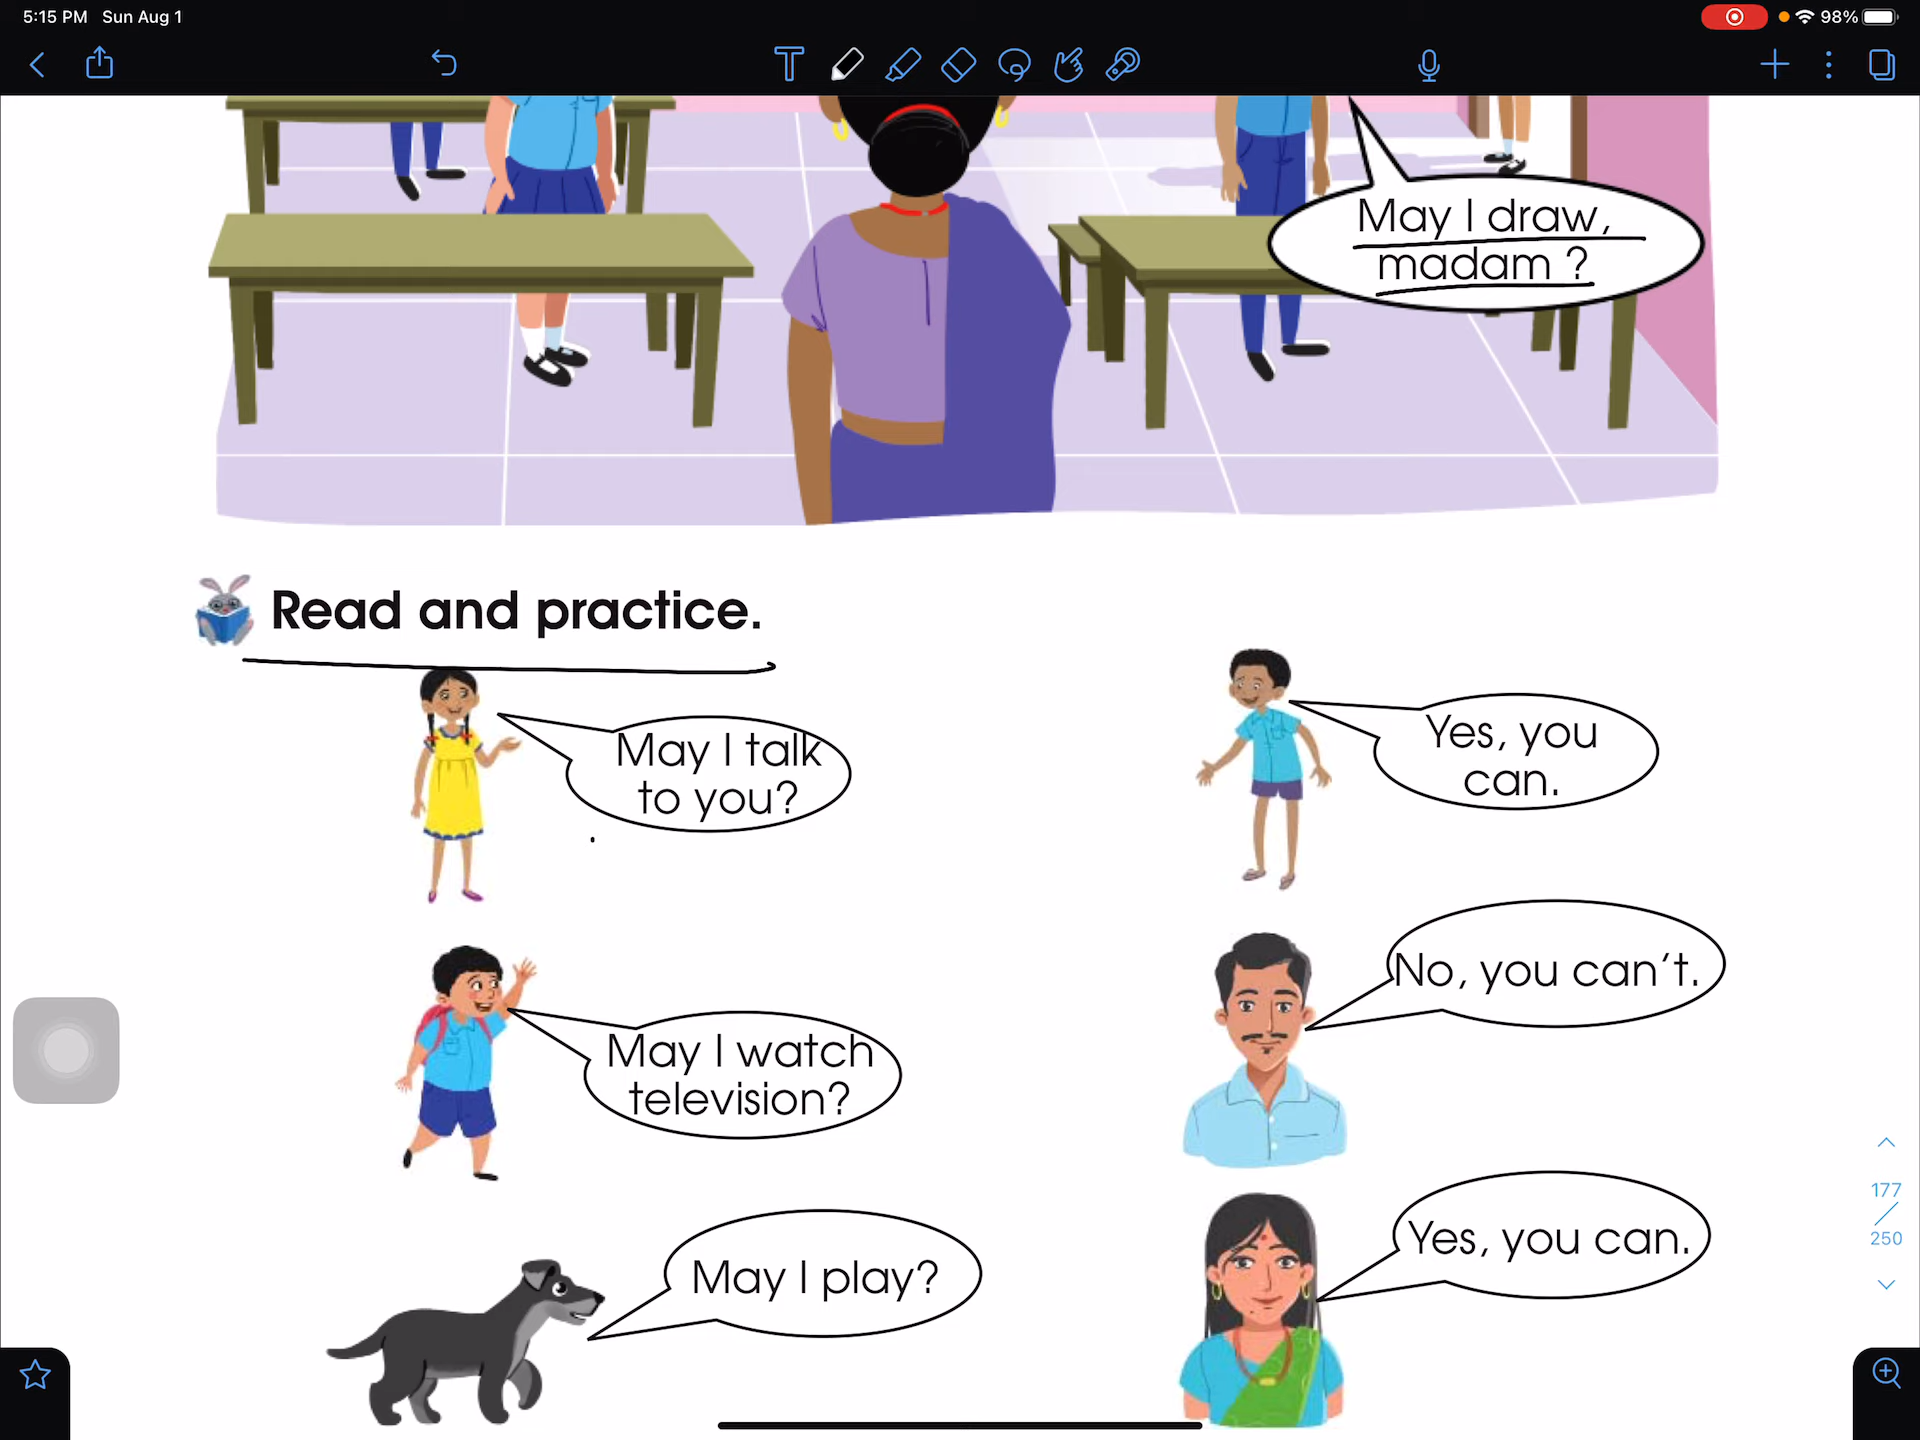 5:15 PM Sun Aug 1
98%
May I draw,
madam ?
Read and practice.
May I talk
to you?
Yes, you
can.
May I watch
television?
No, you can't.
May I play?
Yes, you can.
177
250